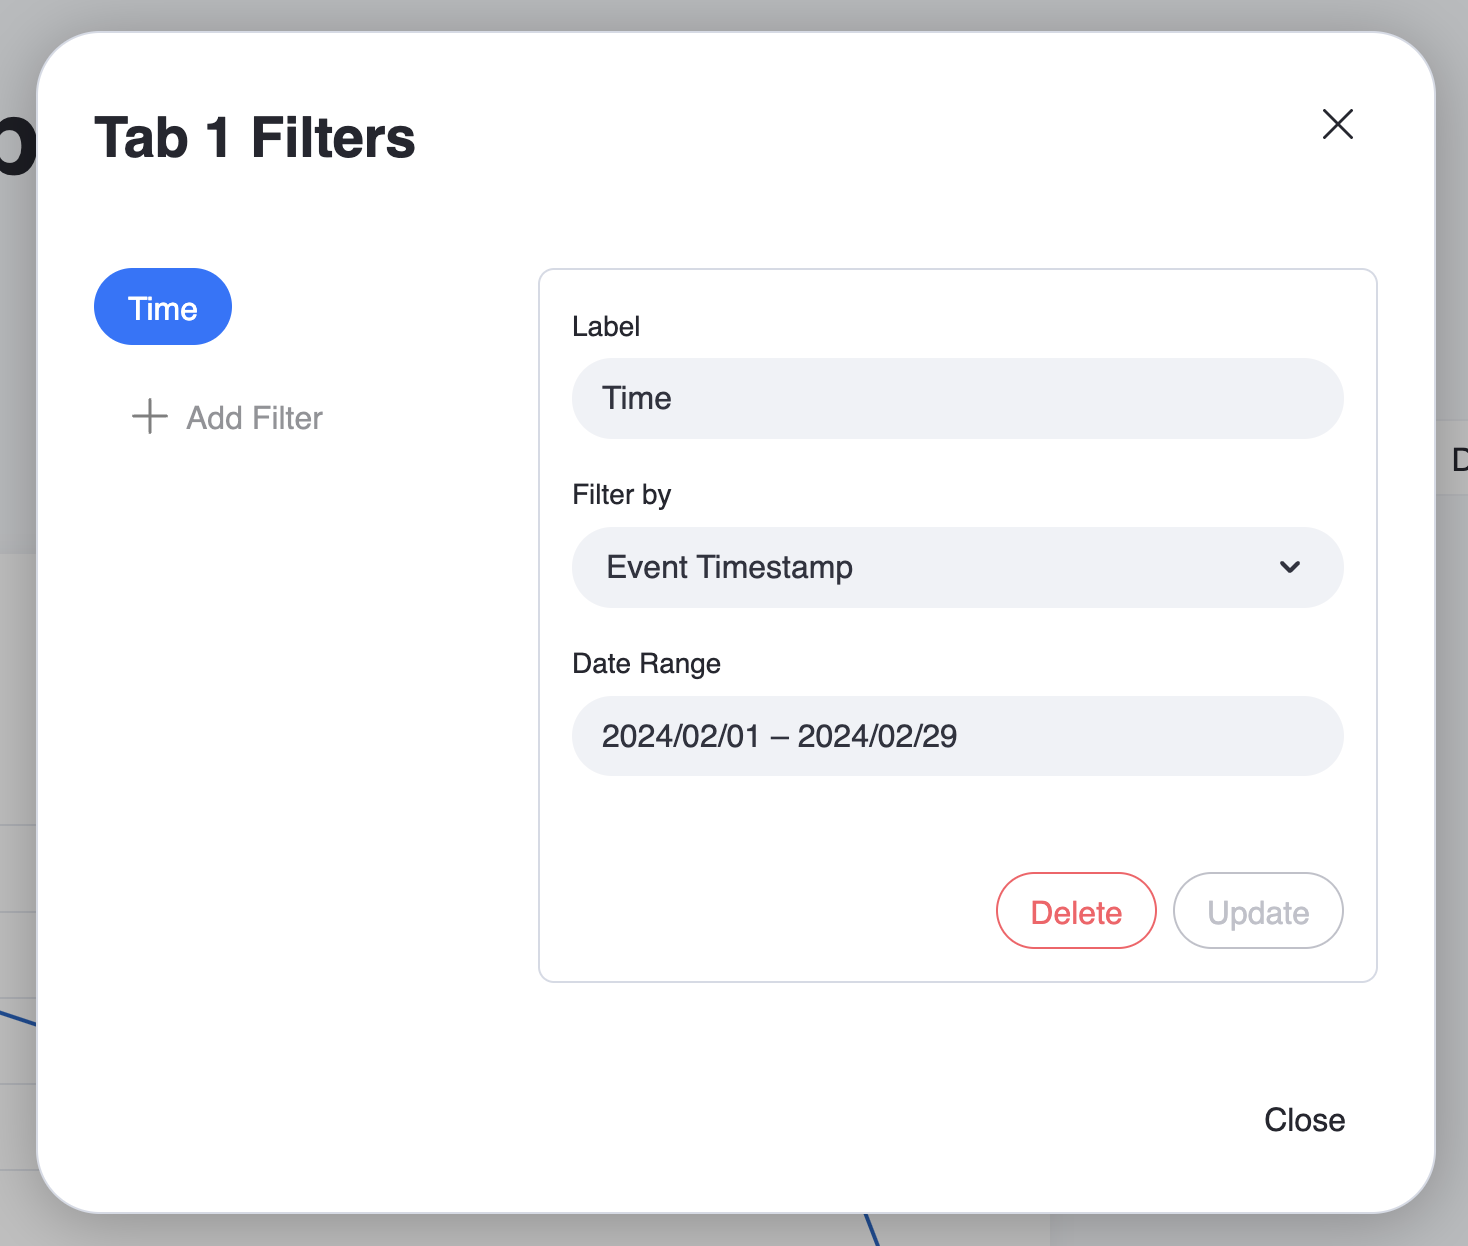 Tab 1 Filters
Time
Add Filter
Label
Time
Filter by
Event Timestamp
Date Range
2024/02/01 – 2024/02/29
Delete
Update
Close